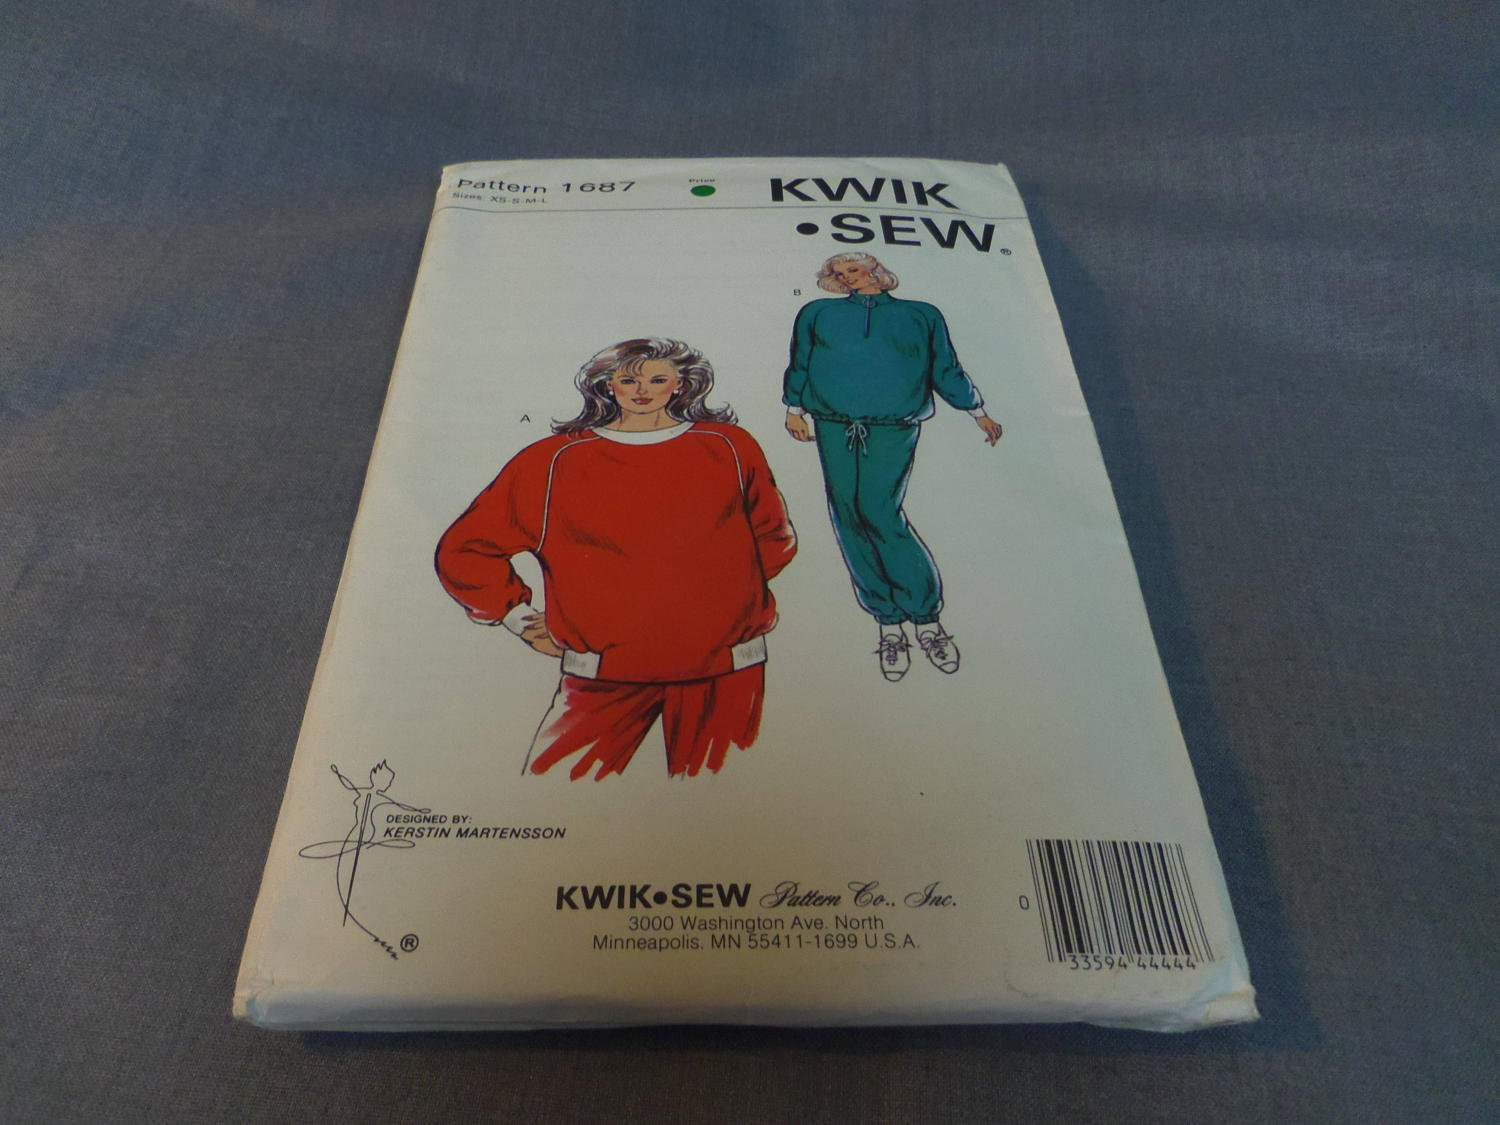 Pattern 1687
Sizes: XS-S-M-L
Price
KWIK
•SEW®
B
A
DESIGNED BY:
KERSTIN MARTENSSON
®
KWIK•SEW Pattern Co., Inc.
3000 Washington Ave. North
Minneapolis, MN 55411-1699 U.S.A.
0
33594 44444